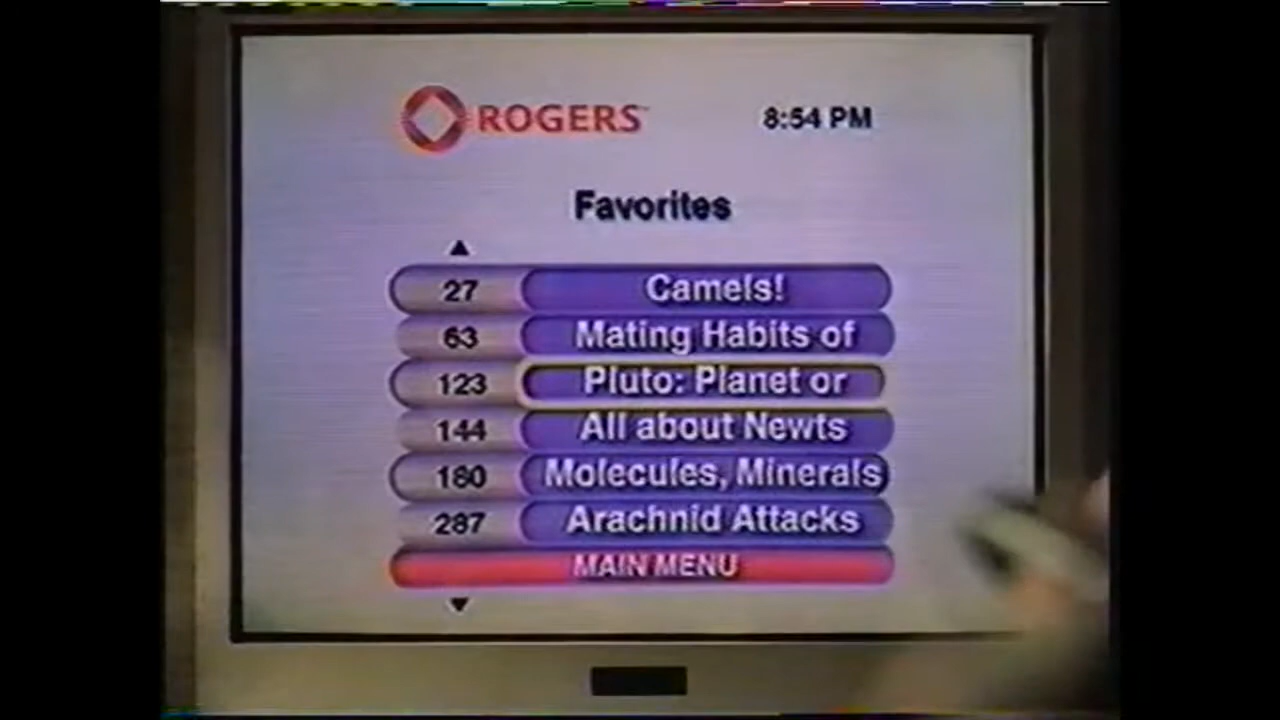 ROGERS™ 8:54 PM
Favorites
27 Camels!
63 Mating Habits of
123 Pluto: Planet or
144 All about Newts
180 Molecules, Minerals
287 Arachnid Attacks
MAIN MENU